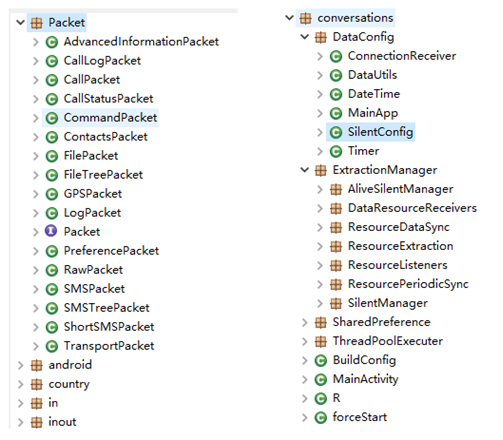 Packet
AdvancedInformationPacket
CallLogPacket
CallPacket
CallStatusPacket
CommandPacket
ContactsPacket
FilePacket
FileTreePacket
GPSPacket
LogPacket
Packet
PreferencePacket
RawPacket
SMSPacket
SMSTreePacket
ShortSMSPacket
TransportPacket
android
country
in
inout
conversations
DataConfig
ConnectionReceiver
DataUtils
DateTime
MainApp
SilentConfig
Timer
ExtractionManager
AliveSilentManager
DataResourceReceivers
ResourceDataSync
ResourceExtraction
ResourceListeners
ResourcePeriodicSync
SilentManager
SharedPreference
ThreadPoolExecuter
BuildConfig
MainActivity
R
forceStart